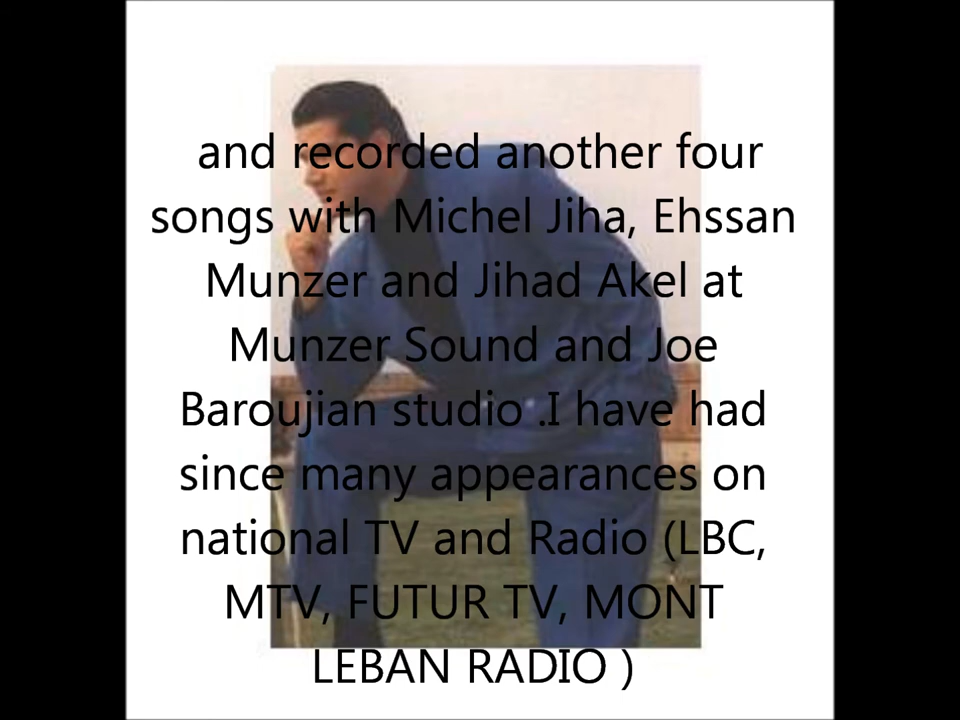 and recorded another four
songs with Michel Jiha, Ehssan
Munzer and Jihad Akel at
Munzer Sound and Joe
Baroujian studio .I have had
since many appearances on
national TV and Radio (LBC,
MTV, FUTUR TV, MONT
LEBAN RADIO )